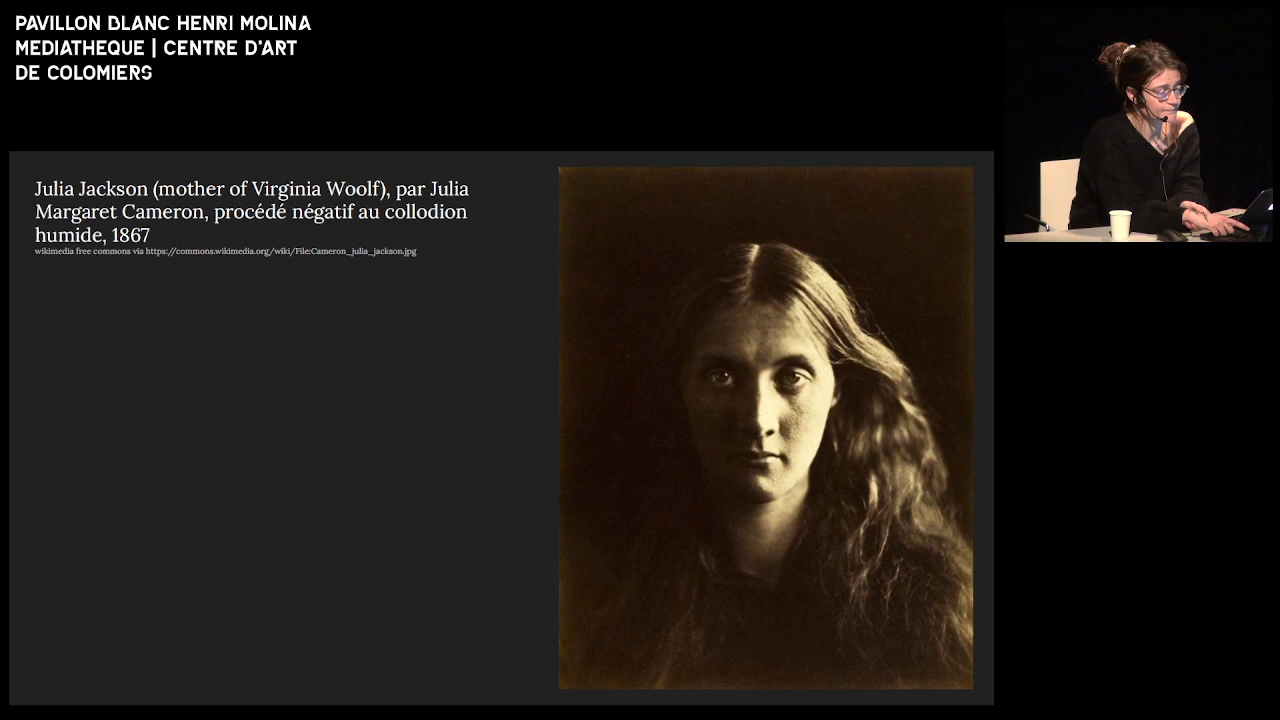 PAVILLON BLANC HENRI MOLINA
MEDIATHEQUE | CENTRE D'ART
DE COLOMIERS
Julia Jackson (mother of Virginia Woolf), par Julia
Margaret Cameron, procédé négatif au collodion
humide, 1867
wikimedia free commons via https://commons.wikimedia.org/wiki/File:Cameron_julia_jackson.jpg